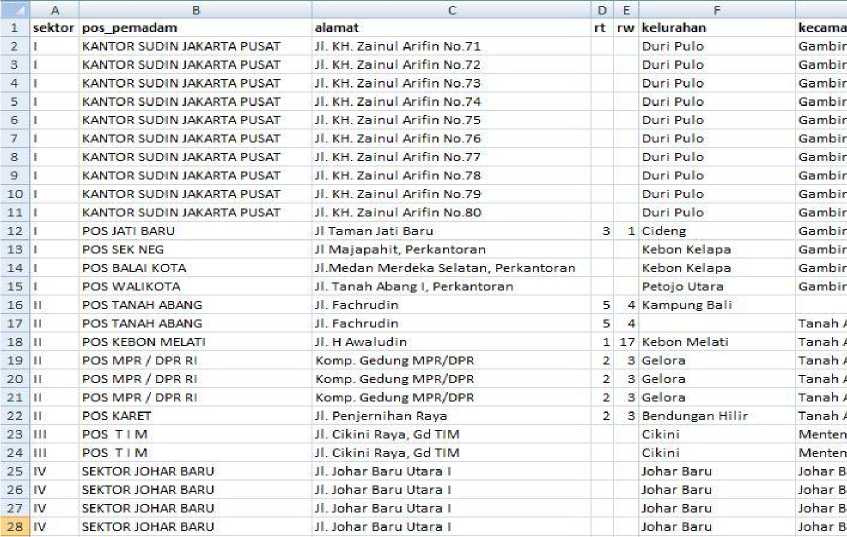 A B C D E F
1 sektor pos_pemadam alamat rt rw kelurahan kecama
2 I KANTOR SUDIN JAKARTA PUSAT Jl. KH. Zainul Arifin No.71 Duri Pulo Gambir
3 I KANTOR SUDIN JAKARTA PUSAT Jl. KH. Zainul Arifin No.72 Duri Pulo Gambir
4 I KANTOR SUDIN JAKARTA PUSAT Jl. KH. Zainul Arifin No.73 Duri Pulo Gambir
5 I KANTOR SUDIN JAKARTA PUSAT Jl. KH. Zainul Arifin No.74 Duri Pulo Gambir
6 I KANTOR SUDIN JAKARTA PUSAT Jl. KH. Zainul Arifin No.75 Duri Pulo Gambir
7 I KANTOR SUDIN JAKARTA PUSAT Jl. KH. Zainul Arifin No.76 Duri Pulo Gambir
8 I KANTOR SUDIN JAKARTA PUSAT Jl. KH. Zainul Arifin No.77 Duri Pulo Gambir
9 I KANTOR SUDIN JAKARTA PUSAT Jl. KH. Zainul Arifin No.78 Duri Pulo Gambir
10 I KANTOR SUDIN JAKARTA PUSAT Jl. KH. Zainul Arifin No.79 Duri Pulo Gambir
11 I KANTOR SUDIN JAKARTA PUSAT Jl. KH. Zainul Arifin No.80 Duri Pulo Gambir
12 I POS JATI BARU Jl Taman Jati Baru 3 1 Cideng Gambir
13 I POS SEK NEG Jl Majapahit, Perkantoran Kebon Kelapa Gambir
14 I POS BALAI KOTA Jl.Medan Merdeka Selatan, Perkantoran Kebon Kelapa Gambir
15 I POS WALIKOTA Jl. Tanah Abang I, Perkantoran Petojo Utara Gambir
16 II POS TANAH ABANG Jl. Fachrudin 5 4 Kampung Bali
17 II POS TANAH ABANG Jl. Fachrudin 5 4 Tanah A
18 II POS KEBON MELATI Jl. H Awaludin 1 17 Kebon Melati Tanah A
19 II POS MPR / DPR RI Komp. Gedung MPR/DPR 2 3 Gelora Tanah A
20 II POS MPR / DPR RI Komp. Gedung MPR/DPR 2 3 Gelora Tanah A
21 II POS MPR / DPR RI Komp. Gedung MPR/DPR 2 3 Gelora Tanah A
22 II POS KARET Jl. Penjernihan Raya 2 3 Bendungan Hilir Tanah A
23 III POS T I M Jl. Cikini Raya, Gd TIM Cikini Menten
24 III POS T I M Jl. Cikini Raya, Gd TIM Cikini Menten
25 IV SEKTOR JOHAR BARU Jl. Johar Baru Utara I Johar Baru Johar B
26 IV SEKTOR JOHAR BARU Jl. Johar Baru Utara I Johar Baru Johar B
27 IV SEKTOR JOHAR BARU Jl. Johar Baru Utara I Johar Baru Johar B
28 IV SEKTOR JOHAR BARU Jl. Johar Baru Utara I Johar Baru Johar B